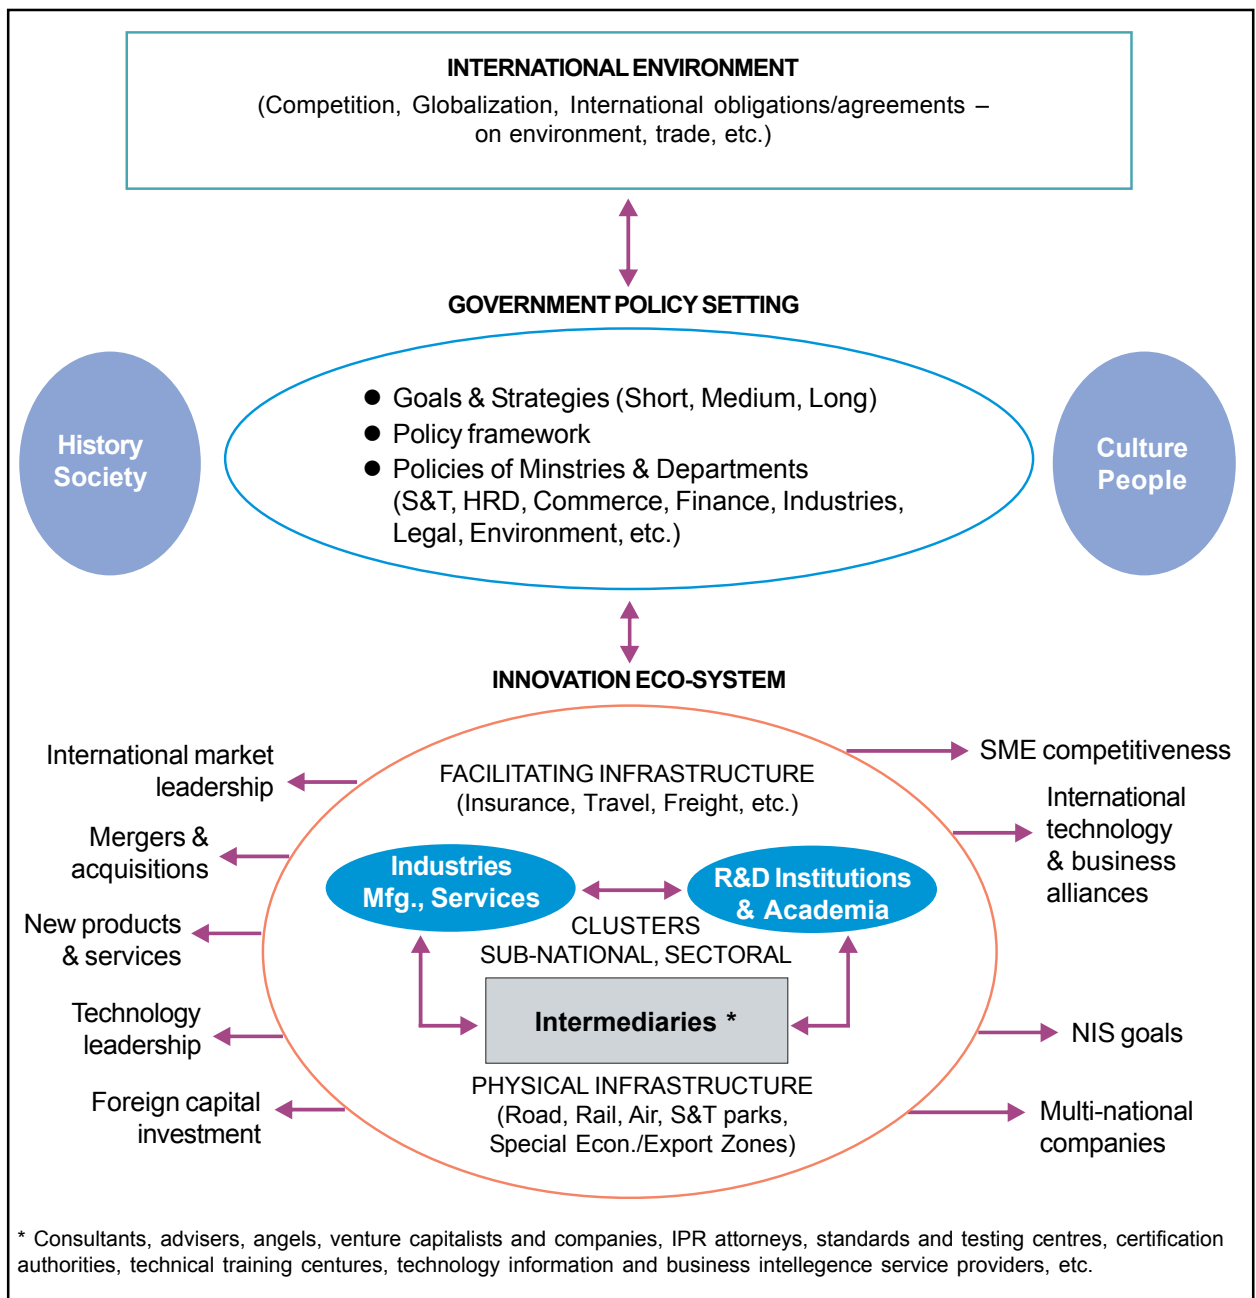 INTERNATIONAL ENVIRONMENT
(Competition, Globalization, International obligations/agreements –
on environment, trade, etc.)
GOVERNMENT POLICY SETTING
History
Society
● Goals & Strategies (Short, Medium, Long)
● Policy framework
● Policies of Minstries & Departments
(S&T, HRD, Commerce, Finance, Industries,
Legal, Environment, etc.)
Culture
People
INNOVATION ECO-SYSTEM
International market
leadership
Mergers &
acquisitions
New products
& services
Technology
leadership
Foreign capital
investment
FACILITATING INFRASTRUCTURE
(Insurance, Travel, Freight, etc.)
Industries
Mfg., Services
R&D Institutions
& Academia
CLUSTERS
SUB-NATIONAL, SECTORAL
Intermediaries *
PHYSICAL INFRASTRUCTURE
(Road, Rail, Air, S&T parks,
Special Econ./Export Zones)
SME competitiveness
International
technology
& business
alliances
NIS goals
Multi-national
companies
* Consultants, advisers, angels, venture capitalists and companies, IPR attorneys, standards and testing centres, certification
authorities, technical training centures, technology information and business intellegence service providers, etc.